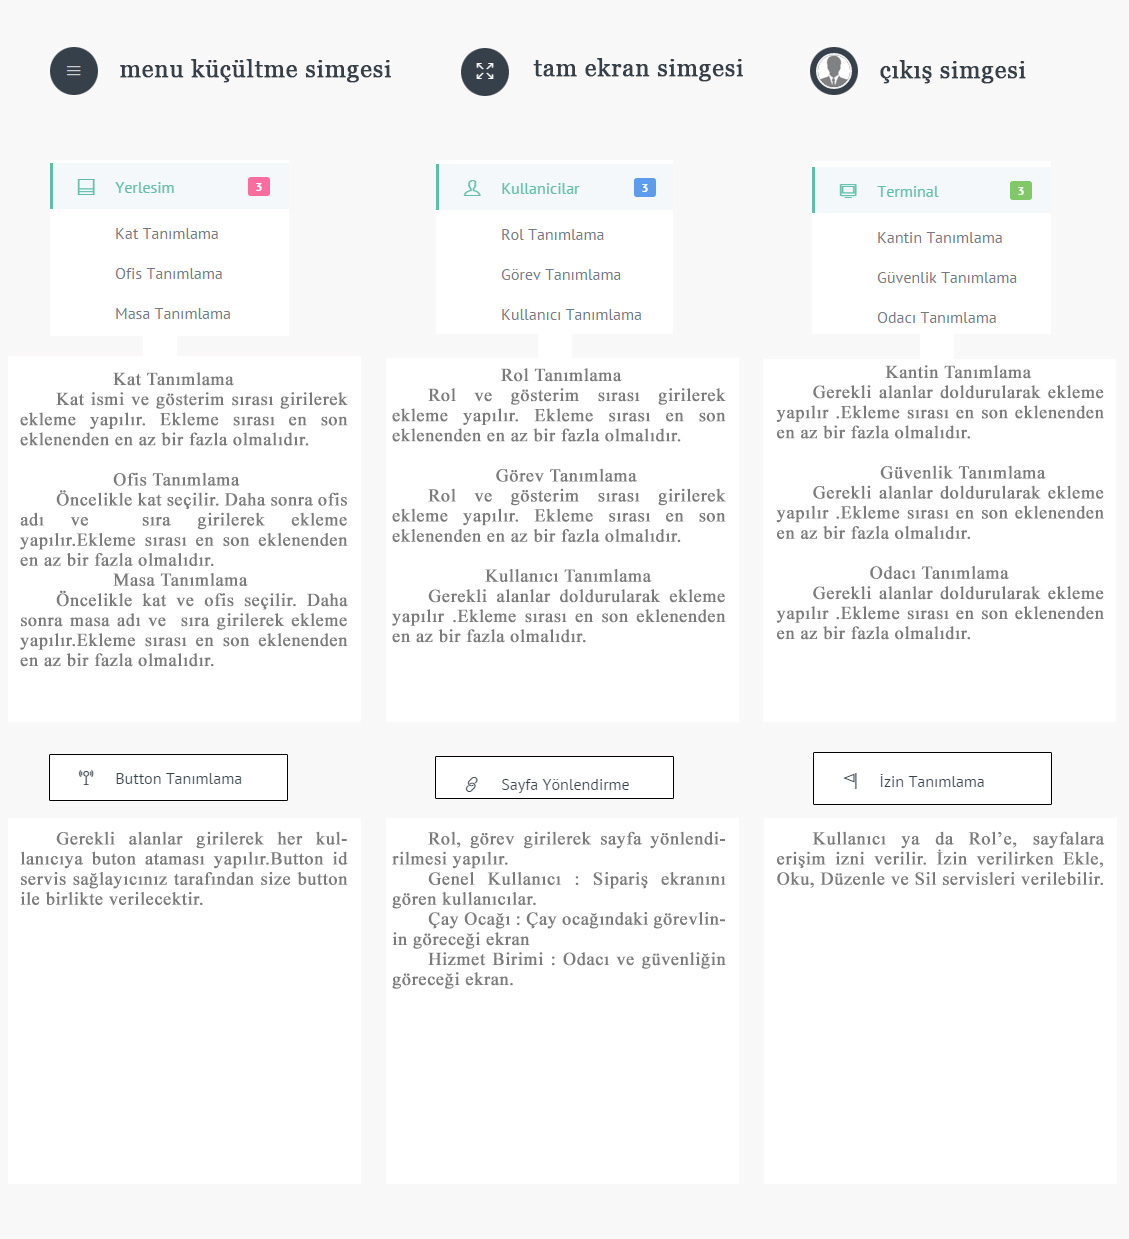 menu küçültme simgesi
tam ekran simgesi
çıkış simgesi
Yerlesim 3
Kat Tanımlama
Ofis Tanımlama
Masa Tanımlama
Kullanicilar 3
Rol Tanımlama
Görev Tanımlama
Kullanıcı Tanımlama
Terminal 3
Kantin Tanımlama
Güvenlik Tanımlama
Odacı Tanımlama
Kat Tanımlama
Kat ismi ve gösterim sırası girilerek
ekleme yapılır. Ekleme sırası en son
eklenenden en az bir fazla olmalıdır.
Ofis Tanımlama
Öncelikle kat seçilir. Daha sonra ofis
adı ve sıra girilerek ekleme
yapılır.Ekleme sırası en son eklenenden
en az bir fazla olmalıdır.
Masa Tanımlama
Öncelikle kat ve ofis seçilir. Daha
sonra masa adı ve sıra girilerek ekleme
yapılır.Ekleme sırası en son eklenenden
en az bir fazla olmalıdır.
Rol Tanımlama
Rol ve gösterim sırası girilerek
ekleme yapılır. Ekleme sırası en son
eklenenden en az bir fazla olmalıdır.
Görev Tanımlama
Rol ve gösterim sırası girilerek
ekleme yapılır. Ekleme sırası en son
eklenenden en az bir fazla olmalıdır.
Kullanıcı Tanımlama
Gerekli alanlar doldurularak ekleme
yapılır .Ekleme sırası en son eklenenden
en az bir fazla olmalıdır.
Kantin Tanımlama
Gerekli alanlar doldurularak ekleme
yapılır .Ekleme sırası en son eklenenden
en az bir fazla olmalıdır.
Güvenlik Tanımlama
Gerekli alanlar doldurularak ekleme
yapılır .Ekleme sırası en son eklenenden
en az bir fazla olmalıdır.
Odacı Tanımlama
Gerekli alanlar doldurularak ekleme
yapılır .Ekleme sırası en son eklenenden
en az bir fazla olmalıdır.
Button Tanımlama
Gerekli alanlar girilerek her kul-
lanıcıya buton ataması yapılır.Button id
servis sağlayıcınız tarafından size button
ile birlikte verilecektir.
Sayfa Yönlendirme
Rol, görev girilerek sayfa yönlendi-
rilmesi yapılır.
Genel Kullanıcı : Sipariş ekranını
gören kullanıcılar.
Çay Ocağı : Çay ocağındaki görevlin-
in göreceği ekran
Hizmet Birimi : Odacı ve güvenliğin
göreceği ekran.
İzin Tanımlama
Kullanıcı ya da Rol’e, sayfalara
erişim izni verilir. İzin verilirken Ekle,
Oku, Düzenle ve Sil servisleri verilebilir.